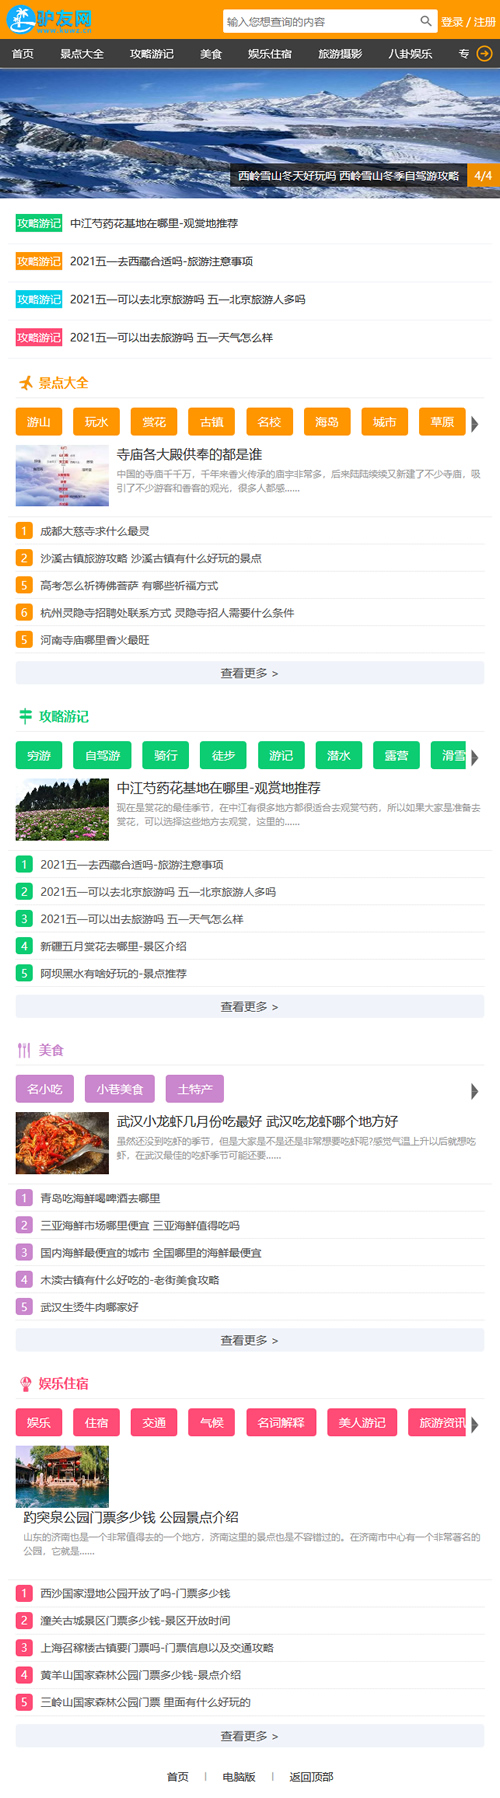 驴友网
www.kuwz.cn
输入您想查询的内容
登录 / 注册
首页 景点大全 攻略游记 美食 娱乐住宿 旅游摄影 八卦娱乐 专
西岭雪山冬天好玩吗 西岭雪山冬季自驾游攻略 4/4
攻略游记 中江芍药花基地在哪里-观赏地推荐
攻略游记 2021五一去西藏合适吗-旅游注意事项
攻略游记 2021五一可以去北京旅游吗 五一北京旅游人多吗
攻略游记 2021五一可以出去旅游吗 五一天气怎么样
景点大全
游山 玩水 赏花 古镇 名校 海岛 城市 草原
寺庙各大殿供奉的都是谁
中国的寺庙千千万，千年来香火传承的庙宇非常多，后来陆陆续续又新建了不少寺庙，吸
引了不少游客和香客的观光，很多人都感......
1 成都大慈寺求什么最灵
2 沙溪古镇旅游攻略 沙溪古镇有什么好玩的景点
5 高考怎么祈祷佛菩萨 有哪些祈福方式
6 杭州灵隐寺招聘处联系方式 灵隐寺招人需要什么条件
5 河南寺庙哪里香火最旺
查看更多 >
攻略游记
穷游 自驾游 骑行 徒步 游记 潜水 露营 滑雪
中江芍药花基地在哪里-观赏地推荐
现在是赏花的最佳季节，在中江有很多地方都很适合去观赏芍药，所以如果大家是准备去
赏花，可以选择这些地方去观赏，这里的......
1 2021五一去西藏合适吗-旅游注意事项
2 2021五一可以去北京旅游吗 五一北京旅游人多吗
3 2021五一可以出去旅游吗 五一天气怎么样
4 新疆五月赏花去哪里-景区介绍
5 阿坝黑水有啥好玩的-景点推荐
查看更多 >
美食
名小吃 小巷美食 土特产
武汉小龙虾几月份吃最好 武汉吃龙虾哪个地方好
虽然还没到吃虾的季节，但是大家是不是还是非常想要吃虾呢?感觉气温上升以后就想吃
虾，在武汉最佳的吃虾季节可能还要......
1 青岛吃海鲜喝啤酒去哪里
2 三亚海鲜市场哪里便宜 三亚海鲜值得吃吗
3 国内海鲜最便宜的城市 全国哪里的海鲜最便宜
4 木渎古镇有什么好吃的-老街美食攻略
5 武汉生烫牛肉哪家好
查看更多 >
娱乐住宿
娱乐 住宿 交通 气候 名词解释 美人游记 旅游资讯
趵突泉公园门票多少钱 公园景点介绍
山东的济南也是一个非常值得去的一个地方，济南这里的景点也是不容错过的。在济南市中心有一个非常著名的
公园，它就是......
1 西沙国家湿地公园开放了吗-门票多少钱
2 潼关古城景区门票多少钱-景区开放时间
3 上海召稼楼古镇要门票吗-门票信息以及交通攻略
4 黄羊山国家森林公园门票多少钱-景点介绍
5 三岭山国家森林公园门票 里面有什么好玩的
查看更多 >
首页 | 电脑版 | 返回顶部